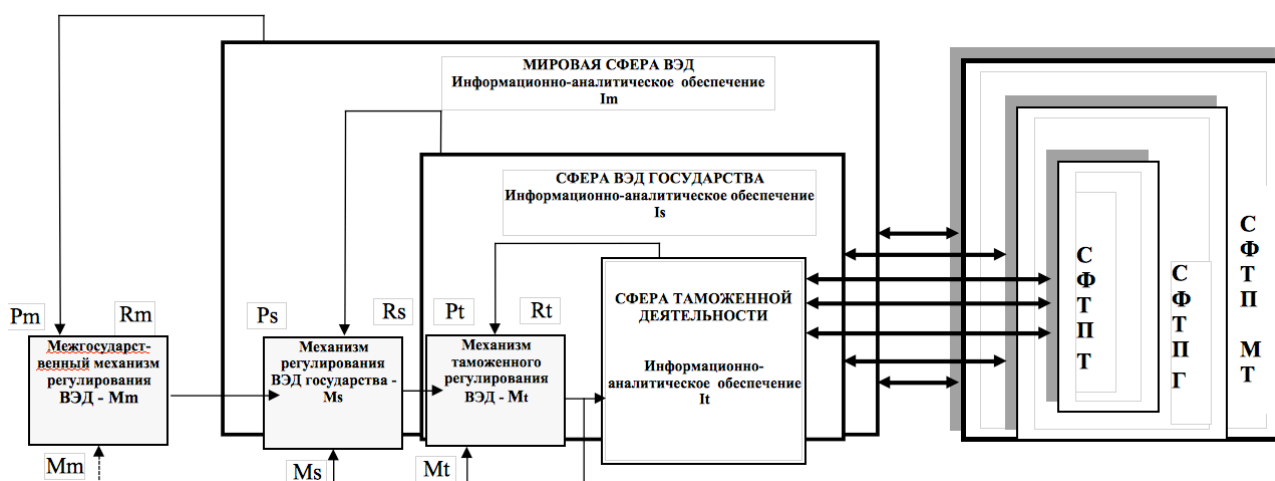 МИРОВАЯ СФЕРА ВЭД
Информационно-аналитическое обеспечение
Im
СФЕРА ВЭД ГОСУДАРСТВА
Информационно-аналитическое обеспечение
Is
СФЕРА ТАМОЖЕННОЙ
ДЕЯТЕЛЬНОСТИ
Информационно-
аналитическое обеспечение
It
Pm
Rm
Ps
Rs
Pt
Rt
Межгосударст-
венный механизм
регулирования
ВЭД - Mm
Механизм
регулирования
ВЭД государства -
Ms
Механизм
таможенного
регулирования
ВЭД - Mt
Mm
Ms
Mt
С
Ф
Т
П
Т
С
Ф
Т
П
Г
С
Ф
Т
П
М
Т